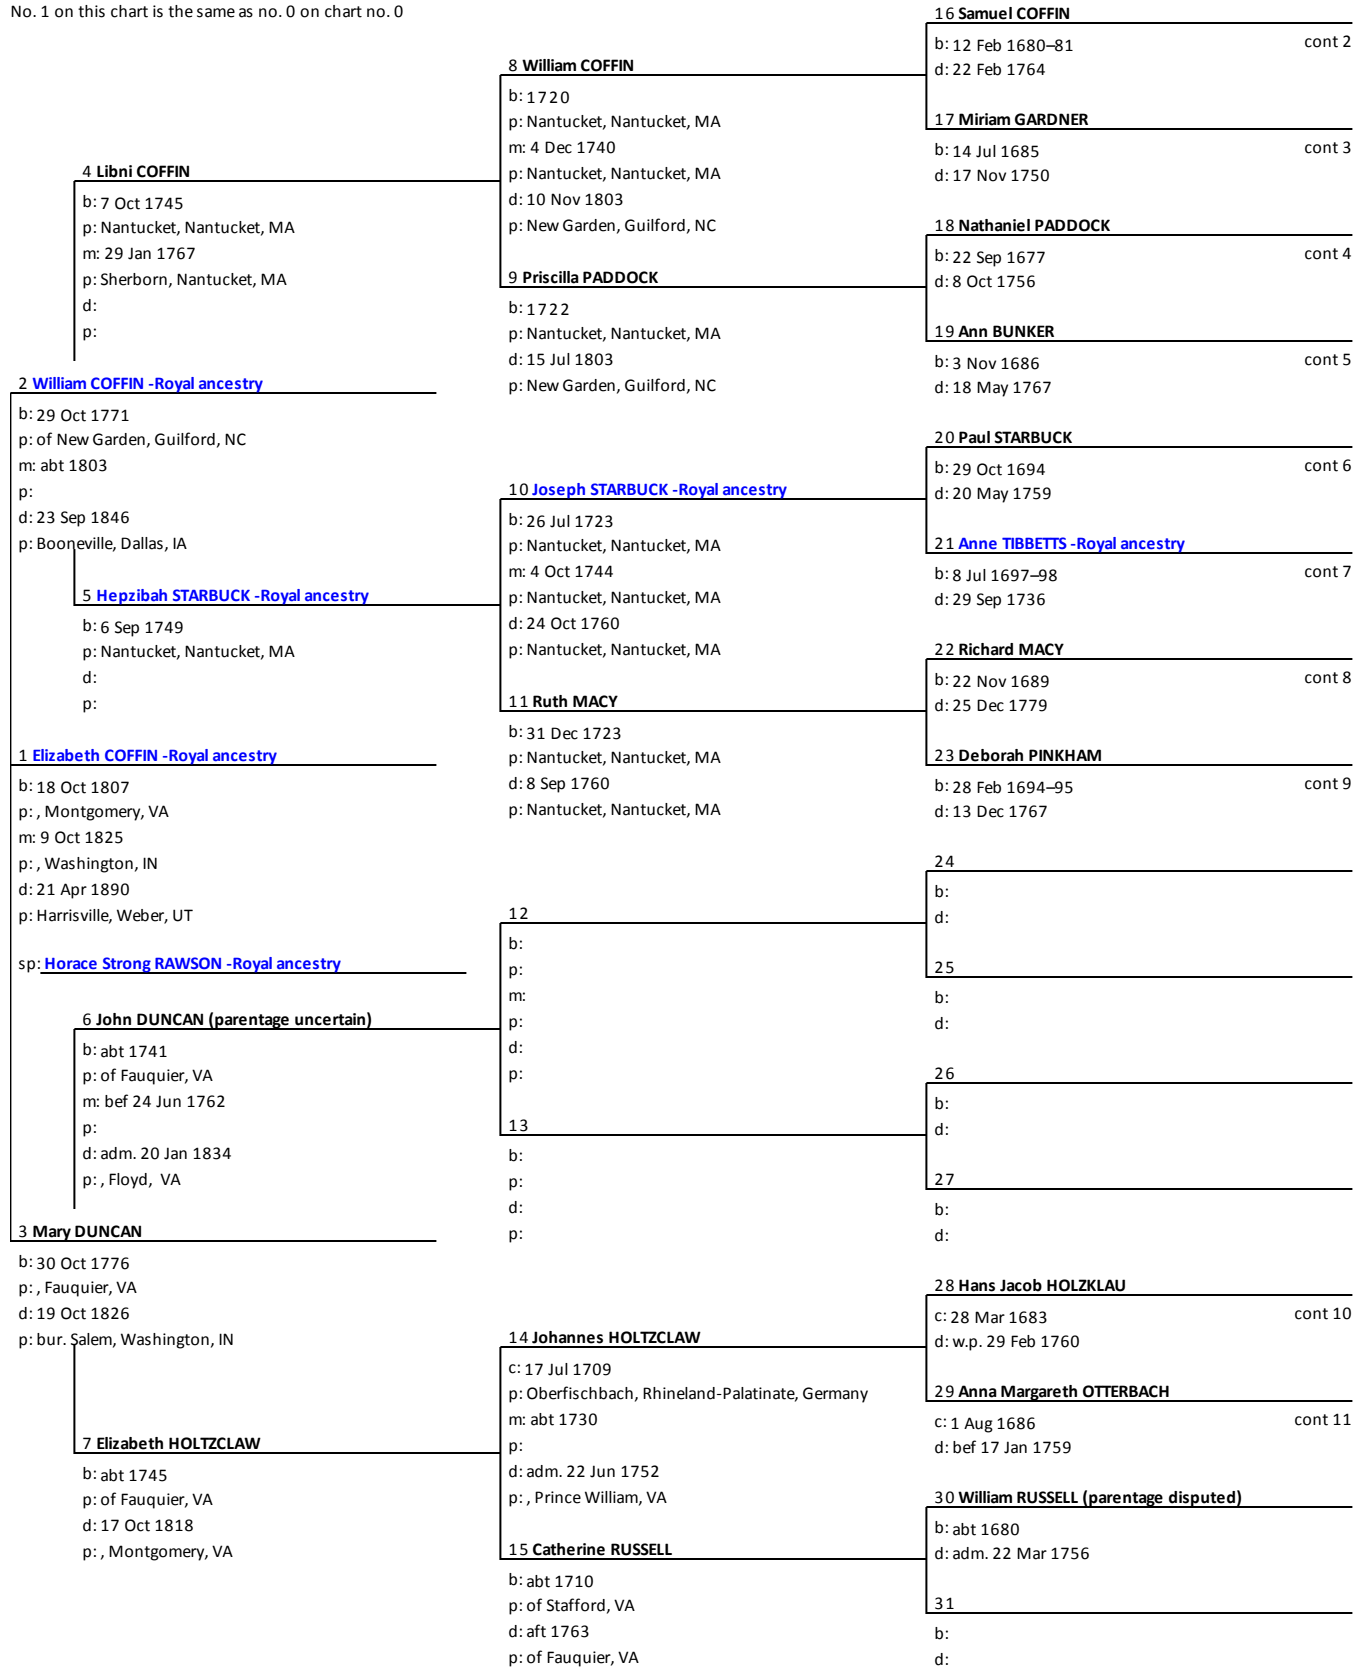 No. 1 on this chart is the same as no. 0 on chart no. 0
16 Samuel COFFIN
b: 12 Feb 1680–81
cont 2
d: 22 Feb 1764
8 William COFFIN
b: 1720
p: Nantucket, Nantucket, MA
m: 4 Dec 1740
p: Nantucket, Nantucket, MA
d: 10 Nov 1803
p: New Garden, Guilford, NC
17 Miriam GARDNER
b: 14 Jul 1685
cont 3
d: 17 Nov 1750
4 Libni COFFIN
b: 7 Oct 1745
p: Nantucket, Nantucket, MA
m: 29 Jan 1767
p: Sherborn, Nantucket, MA
d:
p:
18 Nathaniel PADDOCK
b: 22 Sep 1677
cont 4
d: 8 Oct 1756
9 Priscilla PADDOCK
b: 1722
p: Nantucket, Nantucket, MA
d: 15 Jul 1803
p: New Garden, Guilford, NC
19 Ann BUNKER
b: 3 Nov 1686
cont 5
d: 18 May 1767
2 William COFFIN -Royal ancestry
b: 29 Oct 1771
p: of New Garden, Guilford, NC
m: abt 1803
p:
d: 23 Sep 1846
p: Booneville, Dallas, IA
20 Paul STARBUCK
b: 29 Oct 1694
cont 6
d: 20 May 1759
10 Joseph STARBUCK -Royal ancestry
b: 26 Jul 1723
p: Nantucket, Nantucket, MA
m: 4 Oct 1744
p: Nantucket, Nantucket, MA
d: 24 Oct 1760
p: Nantucket, Nantucket, MA
21 Anne TIBBETTS -Royal ancestry
b: 8 Jul 1697–98
cont 7
d: 29 Sep 1736
5 Hepzibah STARBUCK -Royal ancestry
b: 6 Sep 1749
p: Nantucket, Nantucket, MA
d:
p:
22 Richard MACY
b: 22 Nov 1689
cont 8
d: 25 Dec 1779
11 Ruth MACY
b: 31 Dec 1723
p: Nantucket, Nantucket, MA
d: 8 Sep 1760
p: Nantucket, Nantucket, MA
23 Deborah PINKHAM
b: 28 Feb 1694–95
cont 9
d: 13 Dec 1767
1 Elizabeth COFFIN -Royal ancestry
b: 18 Oct 1807
p: , Montgomery, VA
m: 9 Oct 1825
p: , Washington, IN
d: 21 Apr 1890
p: Harrisville, Weber, UT
sp: Horace Strong RAWSON -Royal ancestry
24
b:
d:
12
b:
p:
m:
p:
d:
p:
25
b:
d:
6 John DUNCAN (parentage uncertain)
b: abt 1741
p: of Fauquier, VA
m: bef 24 Jun 1762
p:
d: adm. 20 Jan 1834
p: , Floyd, VA
26
b:
d:
13
b:
p:
d:
p:
27
b:
d:
3 Mary DUNCAN
b: 30 Oct 1776
p: , Fauquier, VA
d: 19 Oct 1826
p: bur. Salem, Washington, IN
28 Hans Jacob HOLZKLAU
c: 28 Mar 1683
cont 10
d: w.p. 29 Feb 1760
14 Johannes HOLTZCLAW
c: 17 Jul 1709
p: Oberfischbach, Rhineland-Palatinate, Germany
m: abt 1730
p:
d: adm. 22 Jun 1752
p: , Prince William, VA
29 Anna Margareth OTTERBACH
c: 1 Aug 1686
cont 11
d: bef 17 Jan 1759
7 Elizabeth HOLTZCLAW
b: abt 1745
p: of Fauquier, VA
d: 17 Oct 1818
p: , Montgomery, VA
30 William RUSSELL (parentage disputed)
b: abt 1680
d: adm. 22 Mar 1756
15 Catherine RUSSELL
b: abt 1710
p: of Stafford, VA
d: aft 1763
p: of Fauquier, VA
31
b:
d: